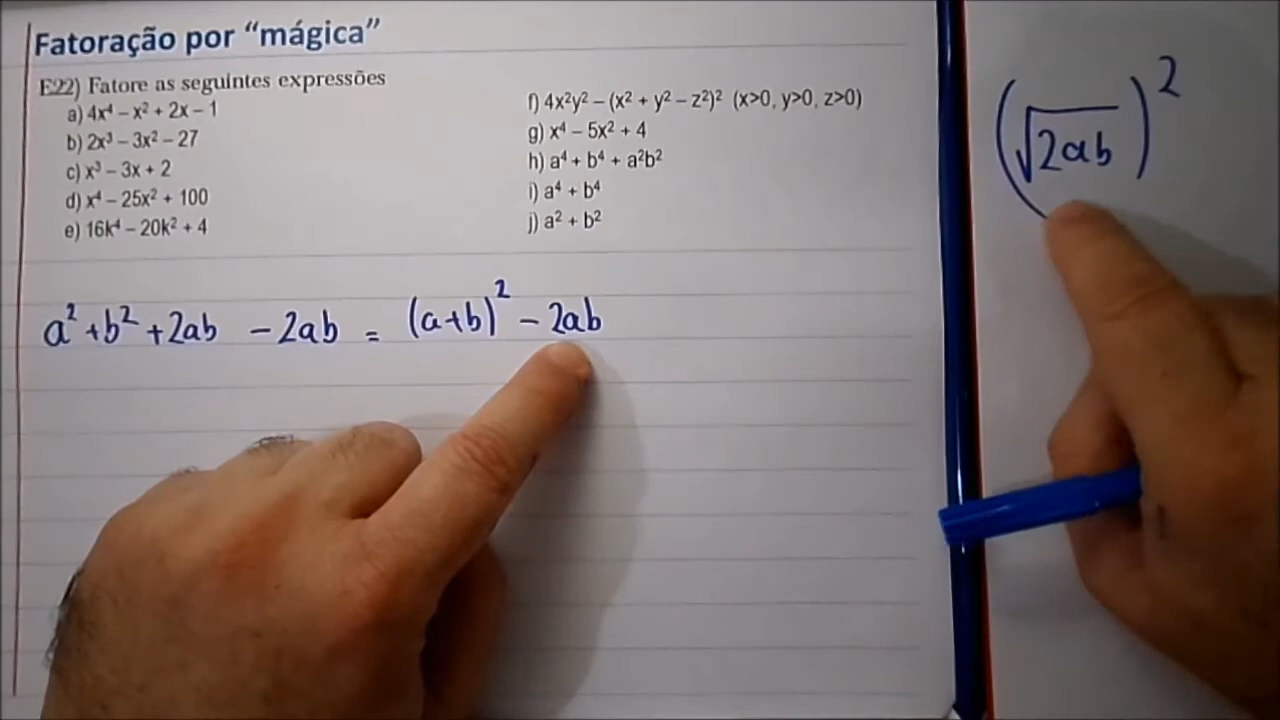 Fatoração por “mágica”
E22) Fatore as seguintes expressões
a) 4x⁴ – x² + 2x – 1
b) 2x³ – 3x² – 27
c) x³ – 3x + 2
d) x⁴ – 25x² + 100
e) 16k⁴ – 20k² + 4
f) 4x²y² – (x² + y² – z²)² (x>0, y>0, z>0)
g) x⁴ – 5x² + 4
h) a⁴ + b⁴ + a²b²
i) a⁴ + b⁴
j) a² + b²
a² + b² + 2ab – 2ab = (a+b)² – 2ab
(√2ab)²